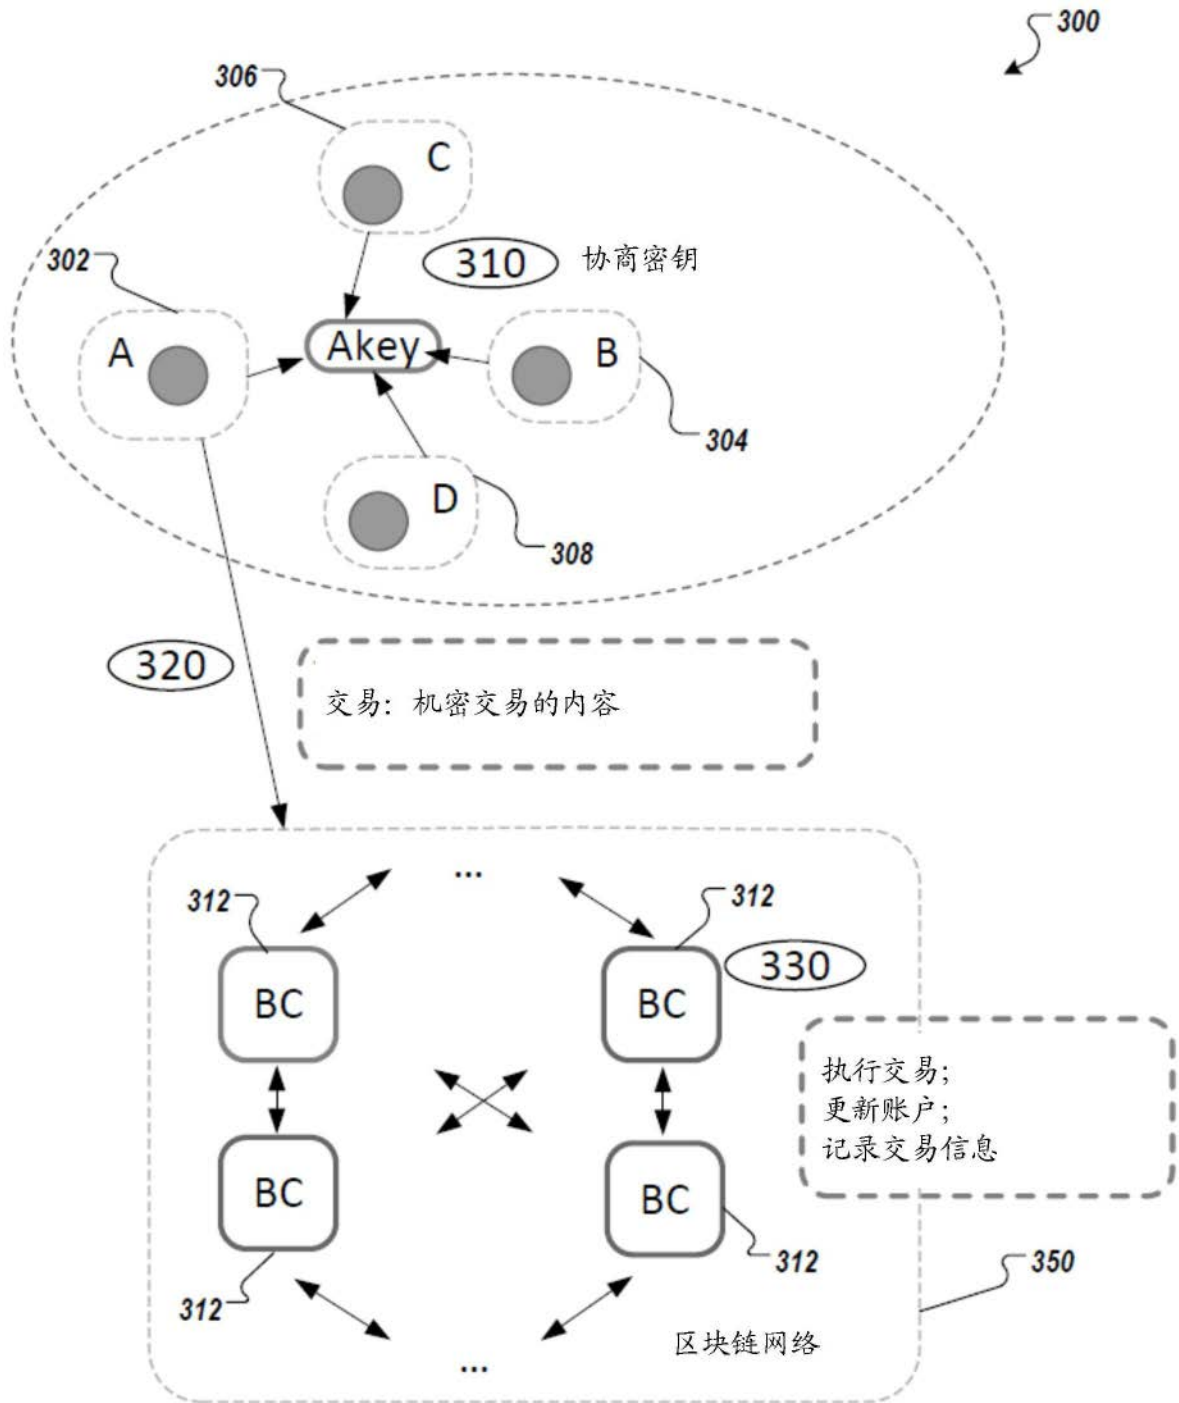 300
306
C
310 协商密钥
302
A
Akey
B
304
D
308
320
交易：机密交易的内容
...
312
312
330
BC
BC
执行交易；
更新账户；
记录交易信息
BC
BC
312
312
350
区块链网络
...